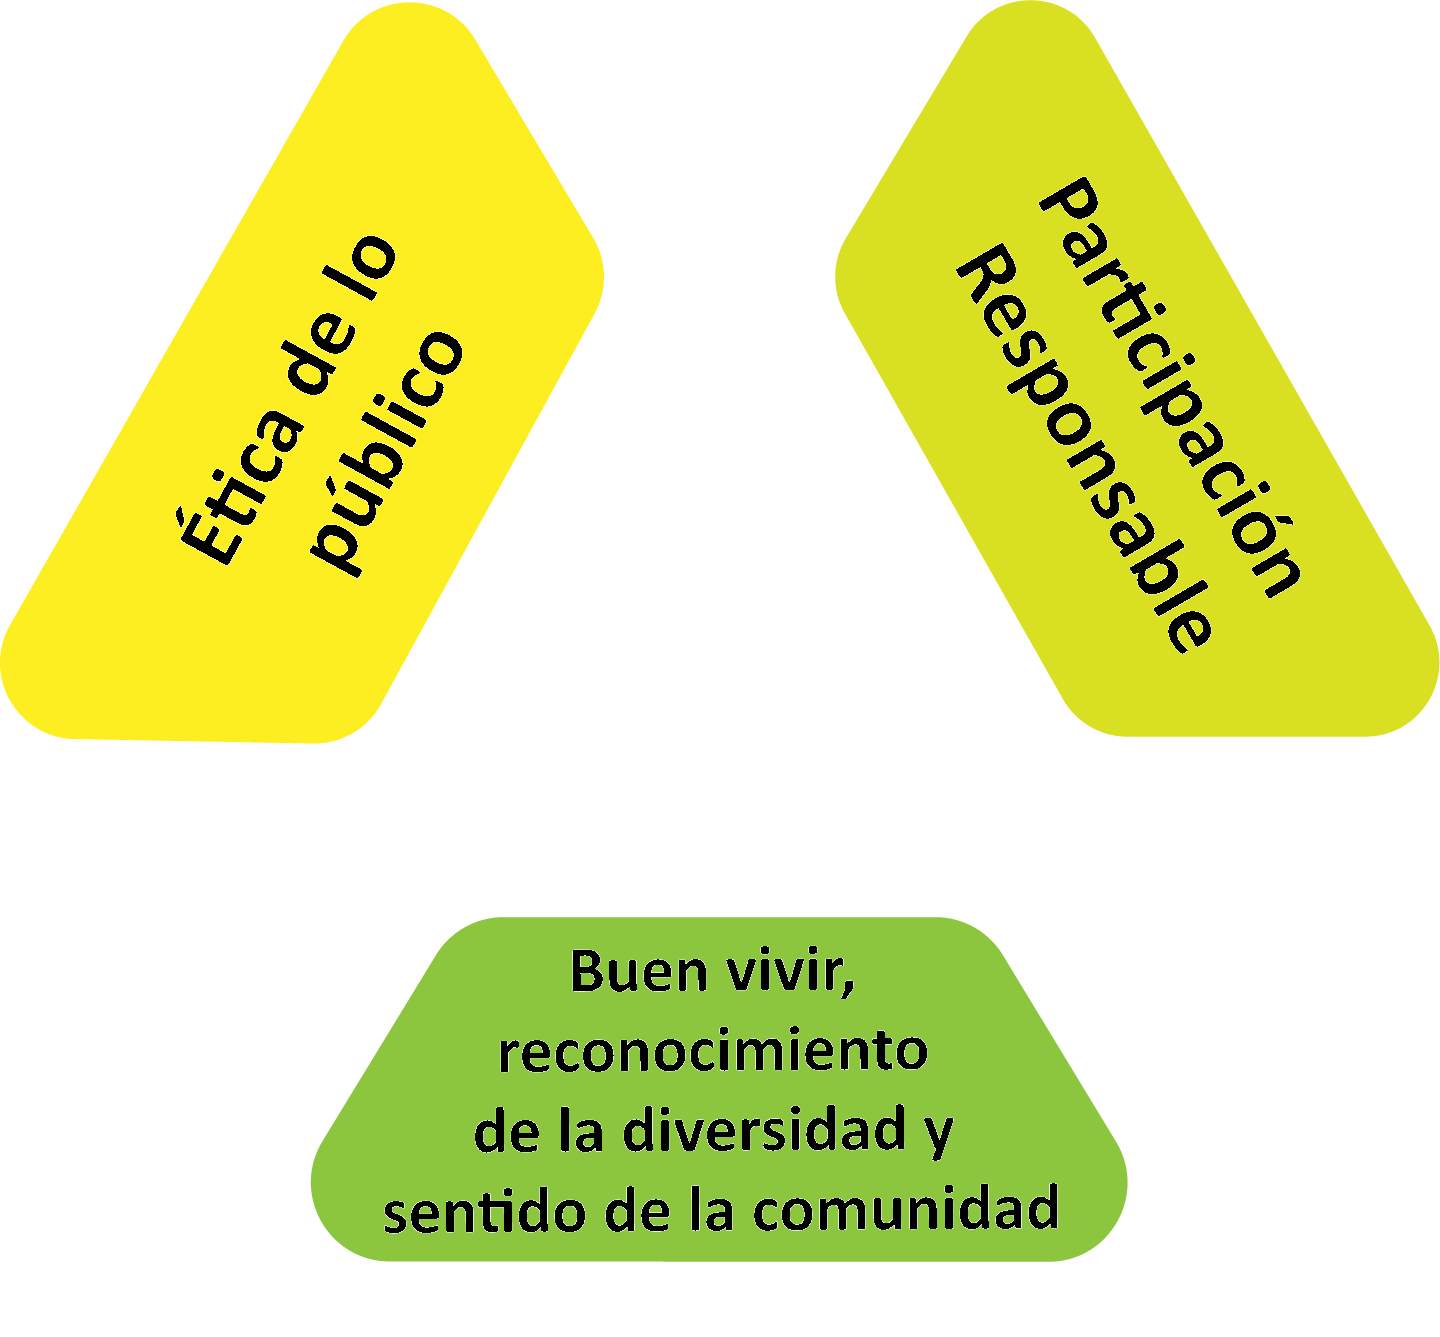 Ética de lo
público
Participación
Responsable
Buen vivir,
reconocimiento
de la diversidad y
sentido de la comunidad